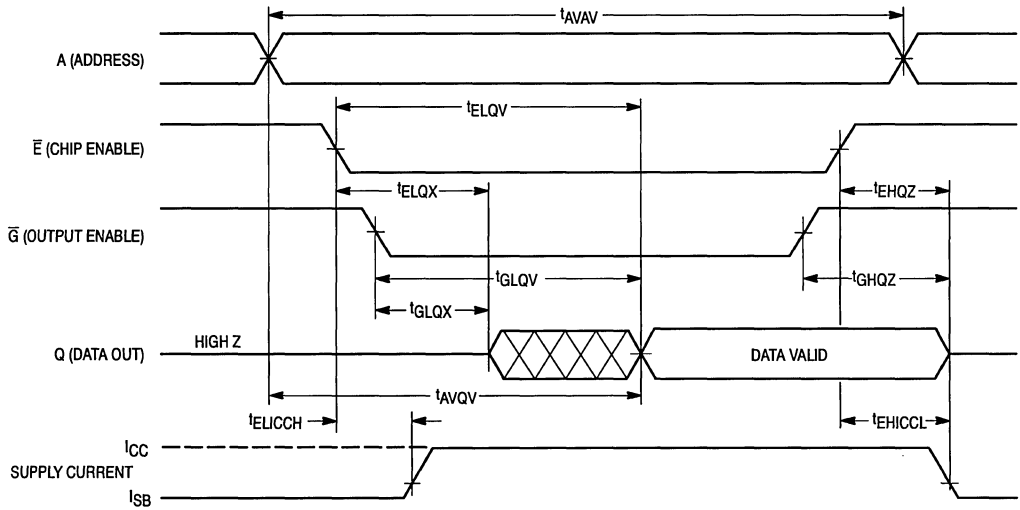 tAVAV
A (ADDRESS)
tELQV
E̅ (CHIP ENABLE)
tELQX
tEHQZ
G̅ (OUTPUT ENABLE)
tGLQV
tGHQZ
tGLQX
HIGH Z
Q (DATA OUT)
DATA VALID
tAVQV
tELICCH
tEHICCL
ICC
SUPPLY CURRENT
ISB